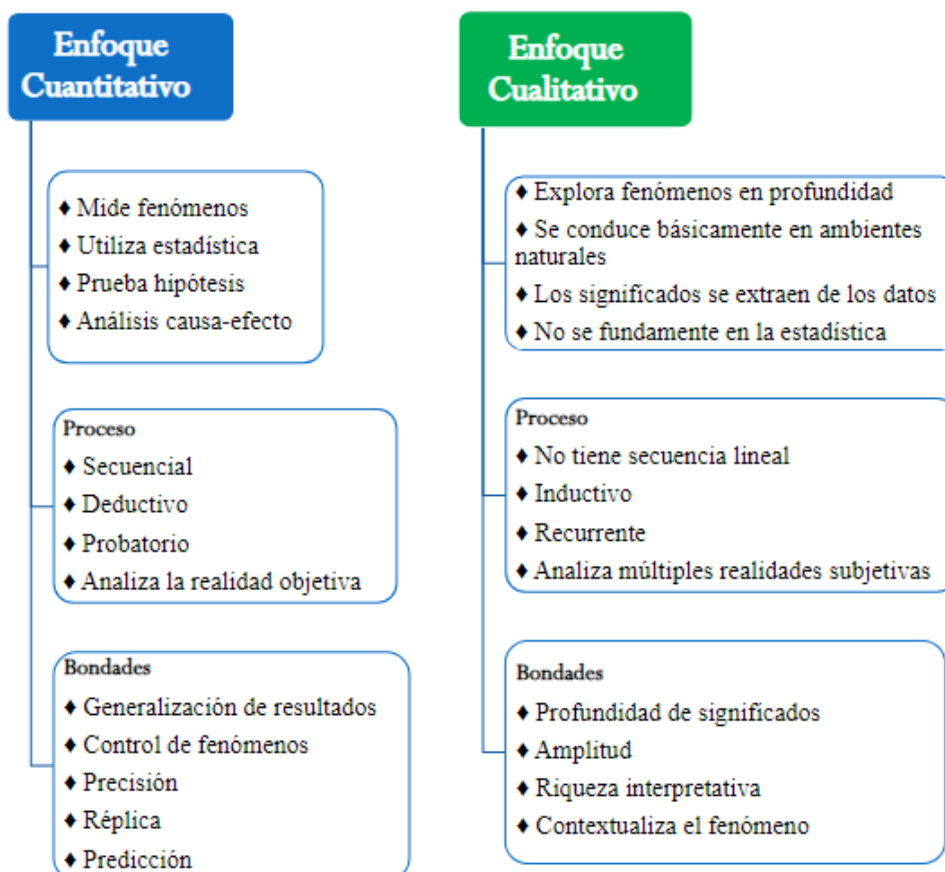 Enfoque
Cuantitativo
♦ Mide fenómenos
♦ Utiliza estadística
♦ Prueba hipótesis
♦ Análisis causa-efecto
Proceso
♦ Secuencial
♦ Deductivo
♦ Probatorio
♦ Analiza la realidad objetiva
Bondades
♦ Generalización de resultados
♦ Control de fenómenos
♦ Precisión
♦ Réplica
♦ Predicción
Enfoque
Cualitativo
♦ Explora fenómenos en profundidad
♦ Se conduce básicamente en ambientes
naturales
♦ Los significados se extraen de los datos
♦ No se fundamente en la estadística
Proceso
♦ No tiene secuencia lineal
♦ Inductivo
♦ Recurrente
♦ Analiza múltiples realidades subjetivas
Bondades
♦ Profundidad de significados
♦ Amplitud
♦ Riqueza interpretativa
♦ Contextualiza el fenómeno